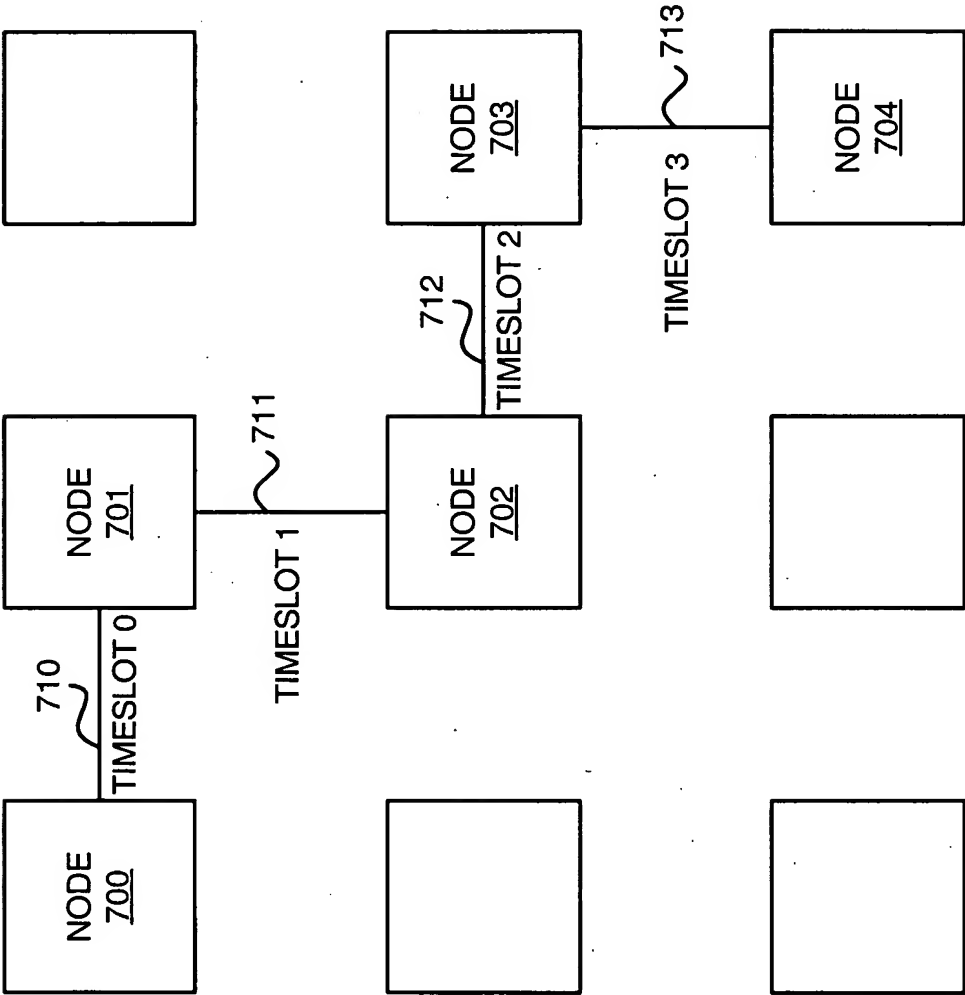 NODE
700
710
TIMESLOT 0
NODE
701
711
TIMESLOT 1
NODE
702
712
TIMESLOT 2
NODE
703
713
TIMESLOT 3
NODE
704